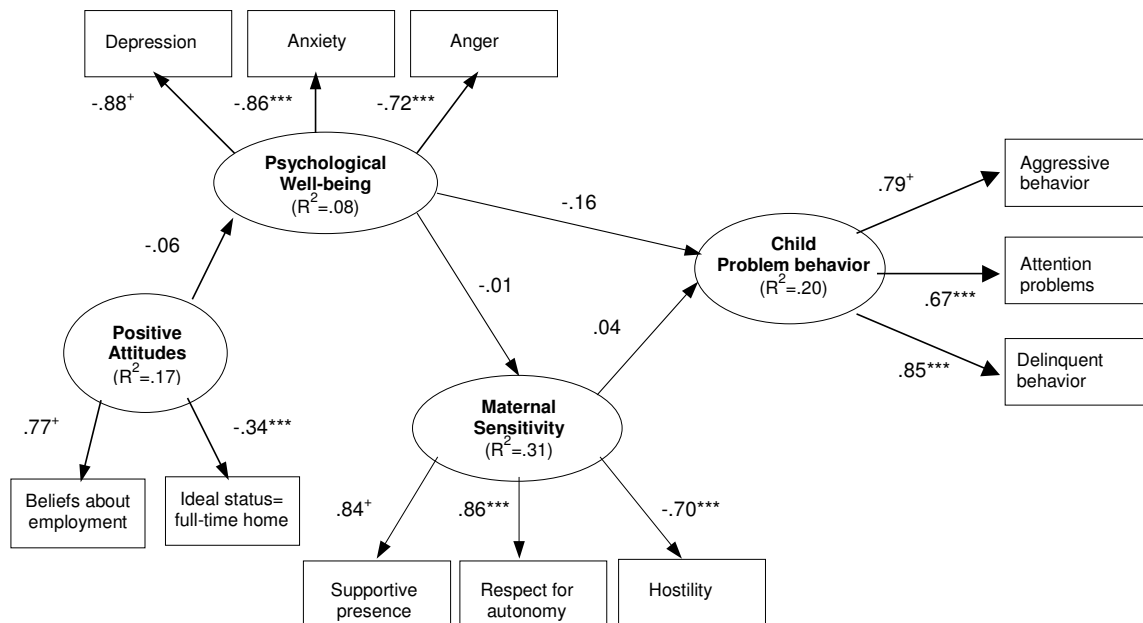 Depression
Anxiety
Anger
-.88⁺
-.86***
-.72***
Psychological
Well-being
(R²=.08)
Aggressive
behavior
.79⁺
-.16
Child
Problem behavior
(R²=.20)
Attention
problems
.67***
-.06
-.01
Positive
Attitudes
(R²=.17)
.04
.85***
Delinquent
behavior
Maternal
Sensitivity
(R²=.31)
.77⁺
-.34***
Beliefs about
employment
Ideal status=
full-time home
.84⁺
.86***
-.70***
Supportive
presence
Respect for
autonomy
Hostility